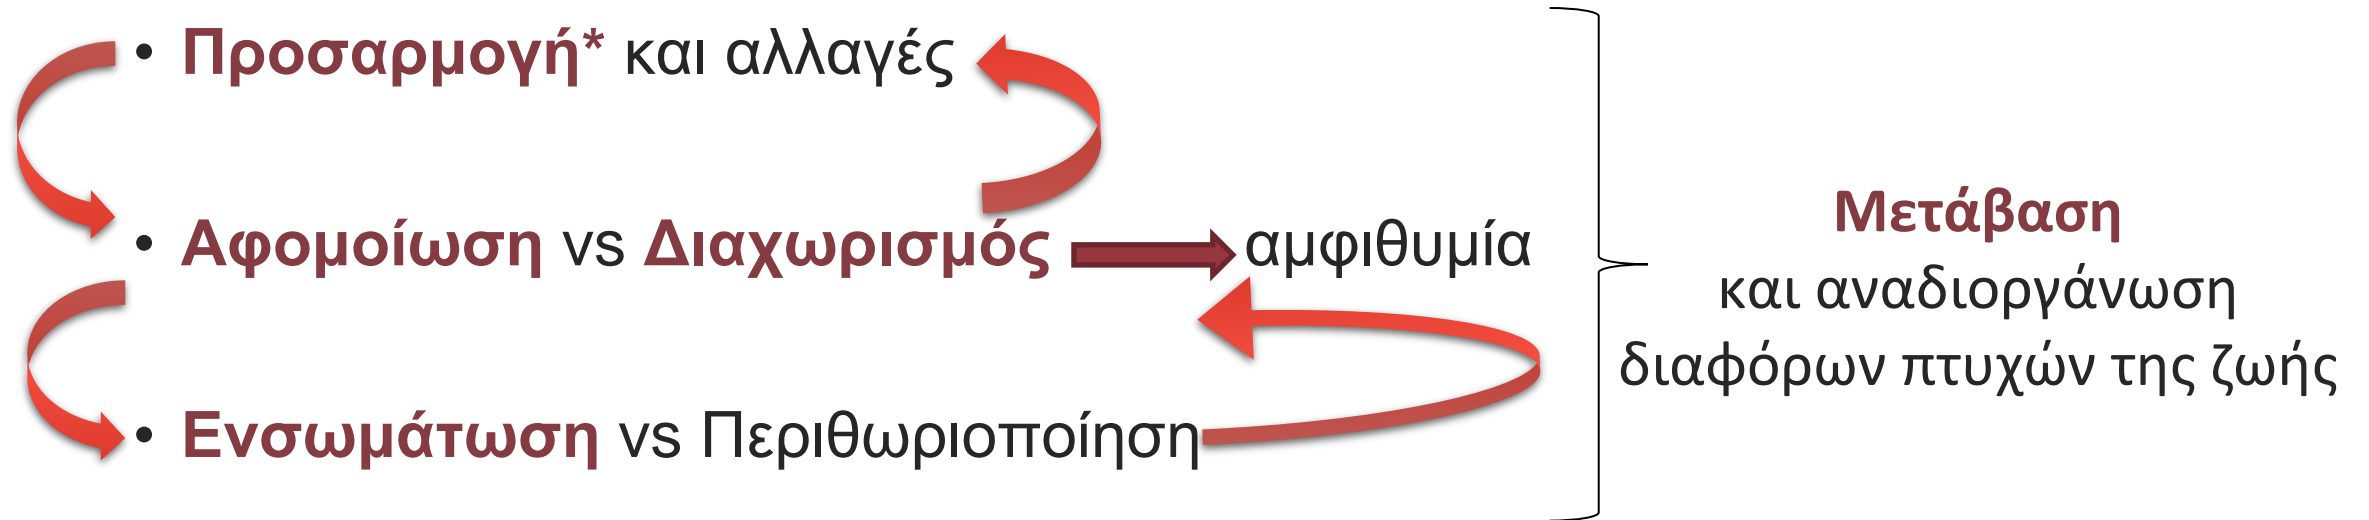 • Προσαρμογή* και αλλαγές
• Αφομοίωση vs Διαχωρισμός αμφιθυμία
• Ενσωμάτωση vs Περιθωριοποίηση
Μετάβαση
και αναδιοργάνωση
διαφόρων πτυχών της ζωής